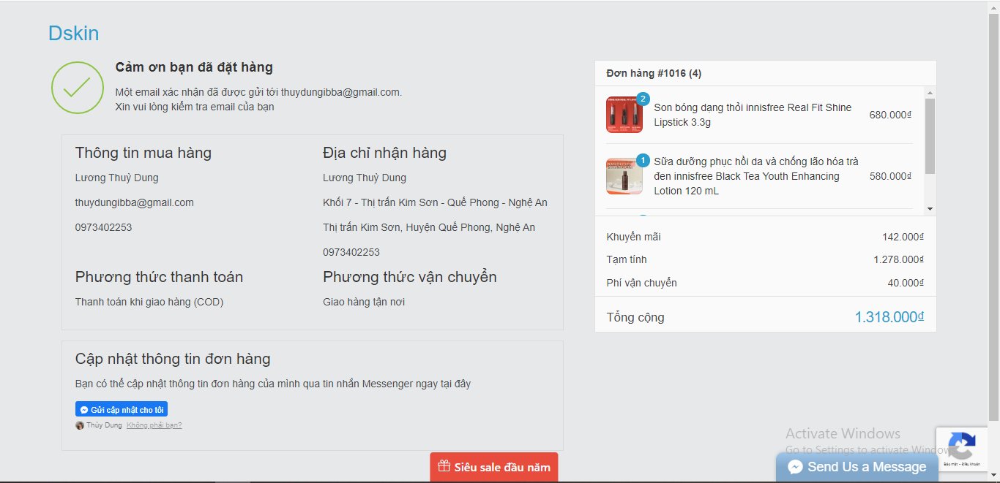 Dskin
Cảm ơn bạn đã đặt hàng
Một email xác nhận đã được gửi tới thuydungibba@gmail.com.
Xin vui lòng kiểm tra email của bạn
Thông tin mua hàng
Lương Thuỷ Dung
thuydungibba@gmail.com
0973402253
Địa chỉ nhận hàng
Lương Thuỷ Dung
Khối 7 - Thị trấn Kim Sơn - Quế Phong - Nghệ An
Thị trấn Kim Sơn, Huyện Quế Phong, Nghệ An
0973402253
Phương thức thanh toán
Thanh toán khi giao hàng (COD)
Phương thức vận chuyển
Giao hàng tận nơi
Cập nhật thông tin đơn hàng
Bạn có thể cập nhật thông tin đơn hàng của mình qua tin nhắn Messenger ngay tại đây
Gửi cập nhật cho tôi
Thủy Dung Không phải bạn?
Đơn hàng #1016 (4)
2
Son bóng dạng thổi innisfree Real Fit Shine
Lipstick 3.3g
680.000₫
1
Sữa dưỡng phục hồi da và chống lão hóa trà
đen innisfree Black Tea Youth Enhancing
Lotion 120 mL
580.000₫
Khuyến mãi 142.000₫
Tạm tính 1.278.000₫
Phí vận chuyển 40.000₫
Tổng cộng 1.318.000₫
Activate Windows
Go to Settings to activate Windows
Siêu sale đầu năm
Send Us a Message
Bảo mật - Điều khoản